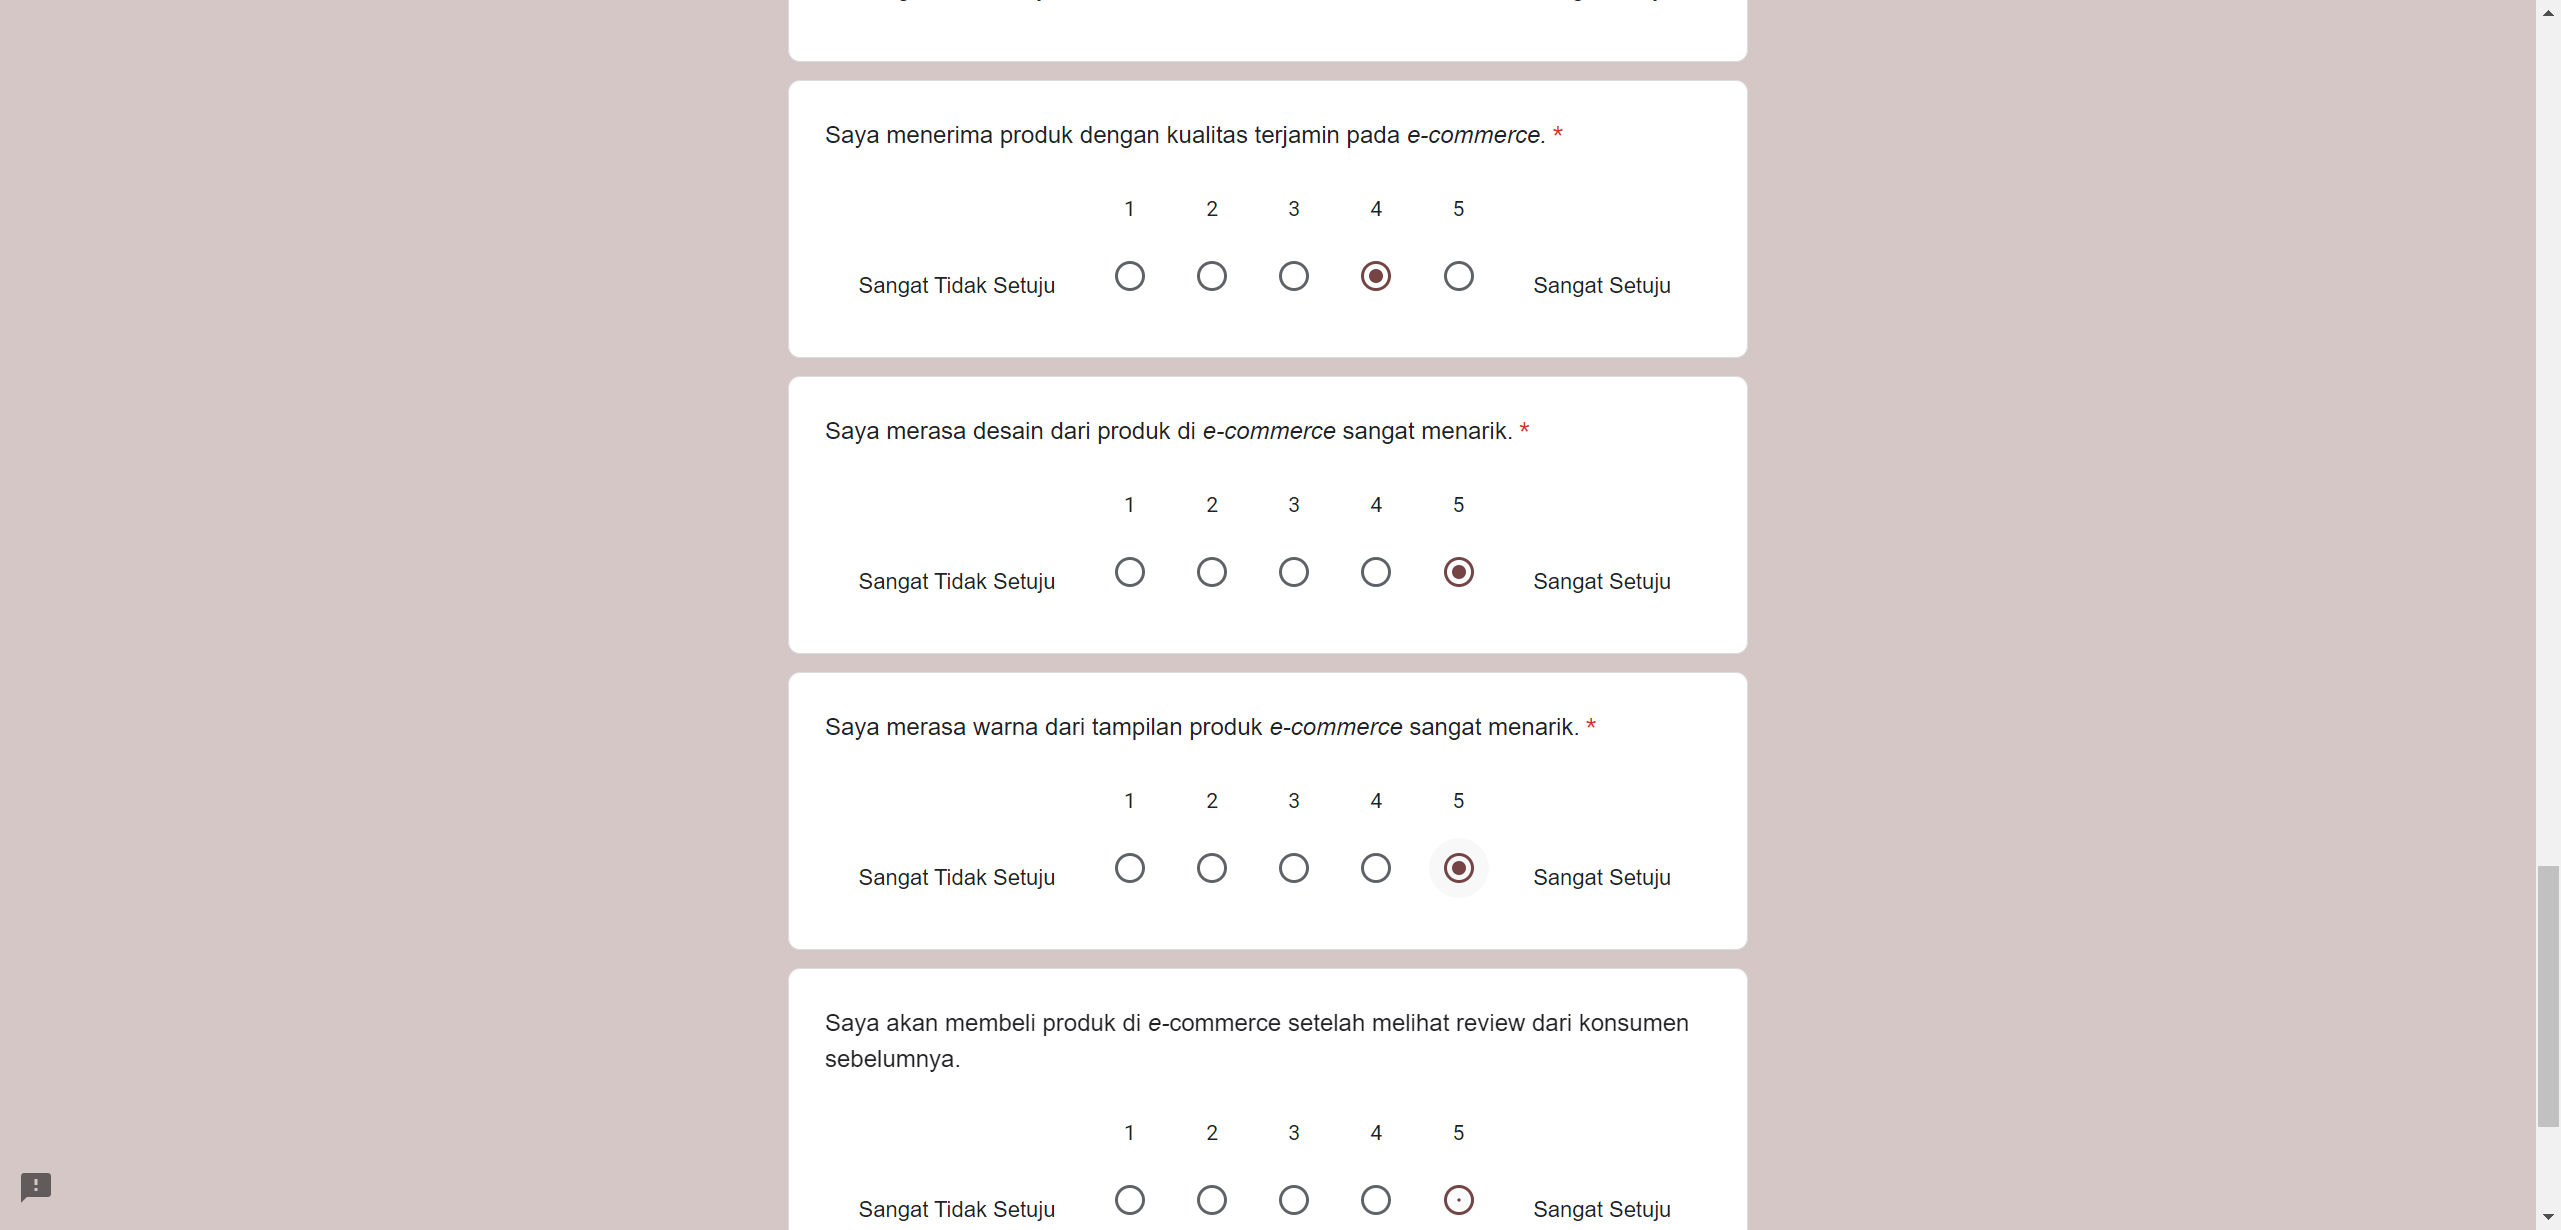 Saya menerima produk dengan kualitas terjamin pada e-commerce. *
1 2 3 4 5
Sangat Tidak Setuju Sangat Setuju
Saya merasa desain dari produk di e-commerce sangat menarik. *
1 2 3 4 5
Sangat Tidak Setuju Sangat Setuju
Saya merasa warna dari tampilan produk e-commerce sangat menarik. *
1 2 3 4 5
Sangat Tidak Setuju Sangat Setuju
Saya akan membeli produk di e-commerce setelah melihat review dari konsumen
sebelumnya.
1 2 3 4 5
Sangat Tidak Setuju Sangat Setuju